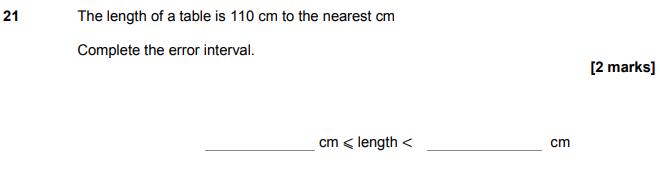 21 The length of a table is 110 cm to the nearest cm
Complete the error interval.
[2 marks]
cm ⩽ length < cm